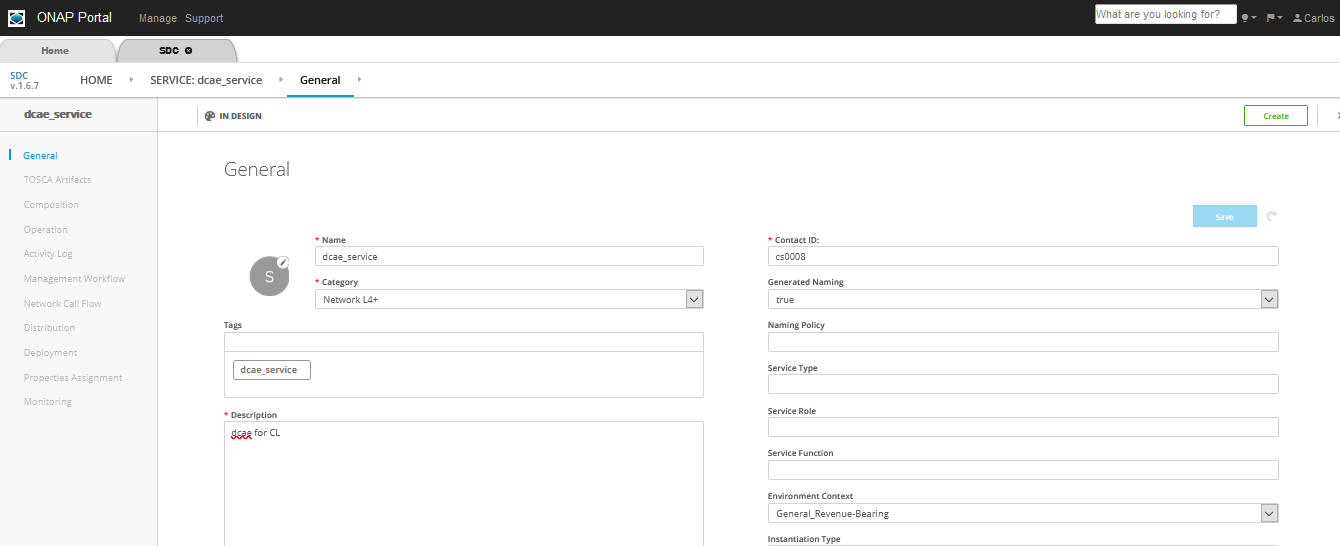 ONAP Portal Manage Support What are you looking for? Carlos
Home SDC
SDC
v.1.6.7
HOME SERVICE: dcae_service General
dcae_service
IN DESIGN
Create
General
TOSCA Artifacts
Composition
Operation
Activity Log
Management Workflow
Network Call Flow
Distribution
Deployment
Properties Assignment
Monitoring
General
Save
S
* Name
dcae_service
* Category
Network L4+
Tags
dcae_service
* Description
dcae for CL
* Contact ID:
cs0008
Generated Naming
true
Naming Policy
Service Type
Service Role
Service Function
Environment Context
General_Revenue-Bearing
Instantiation Type